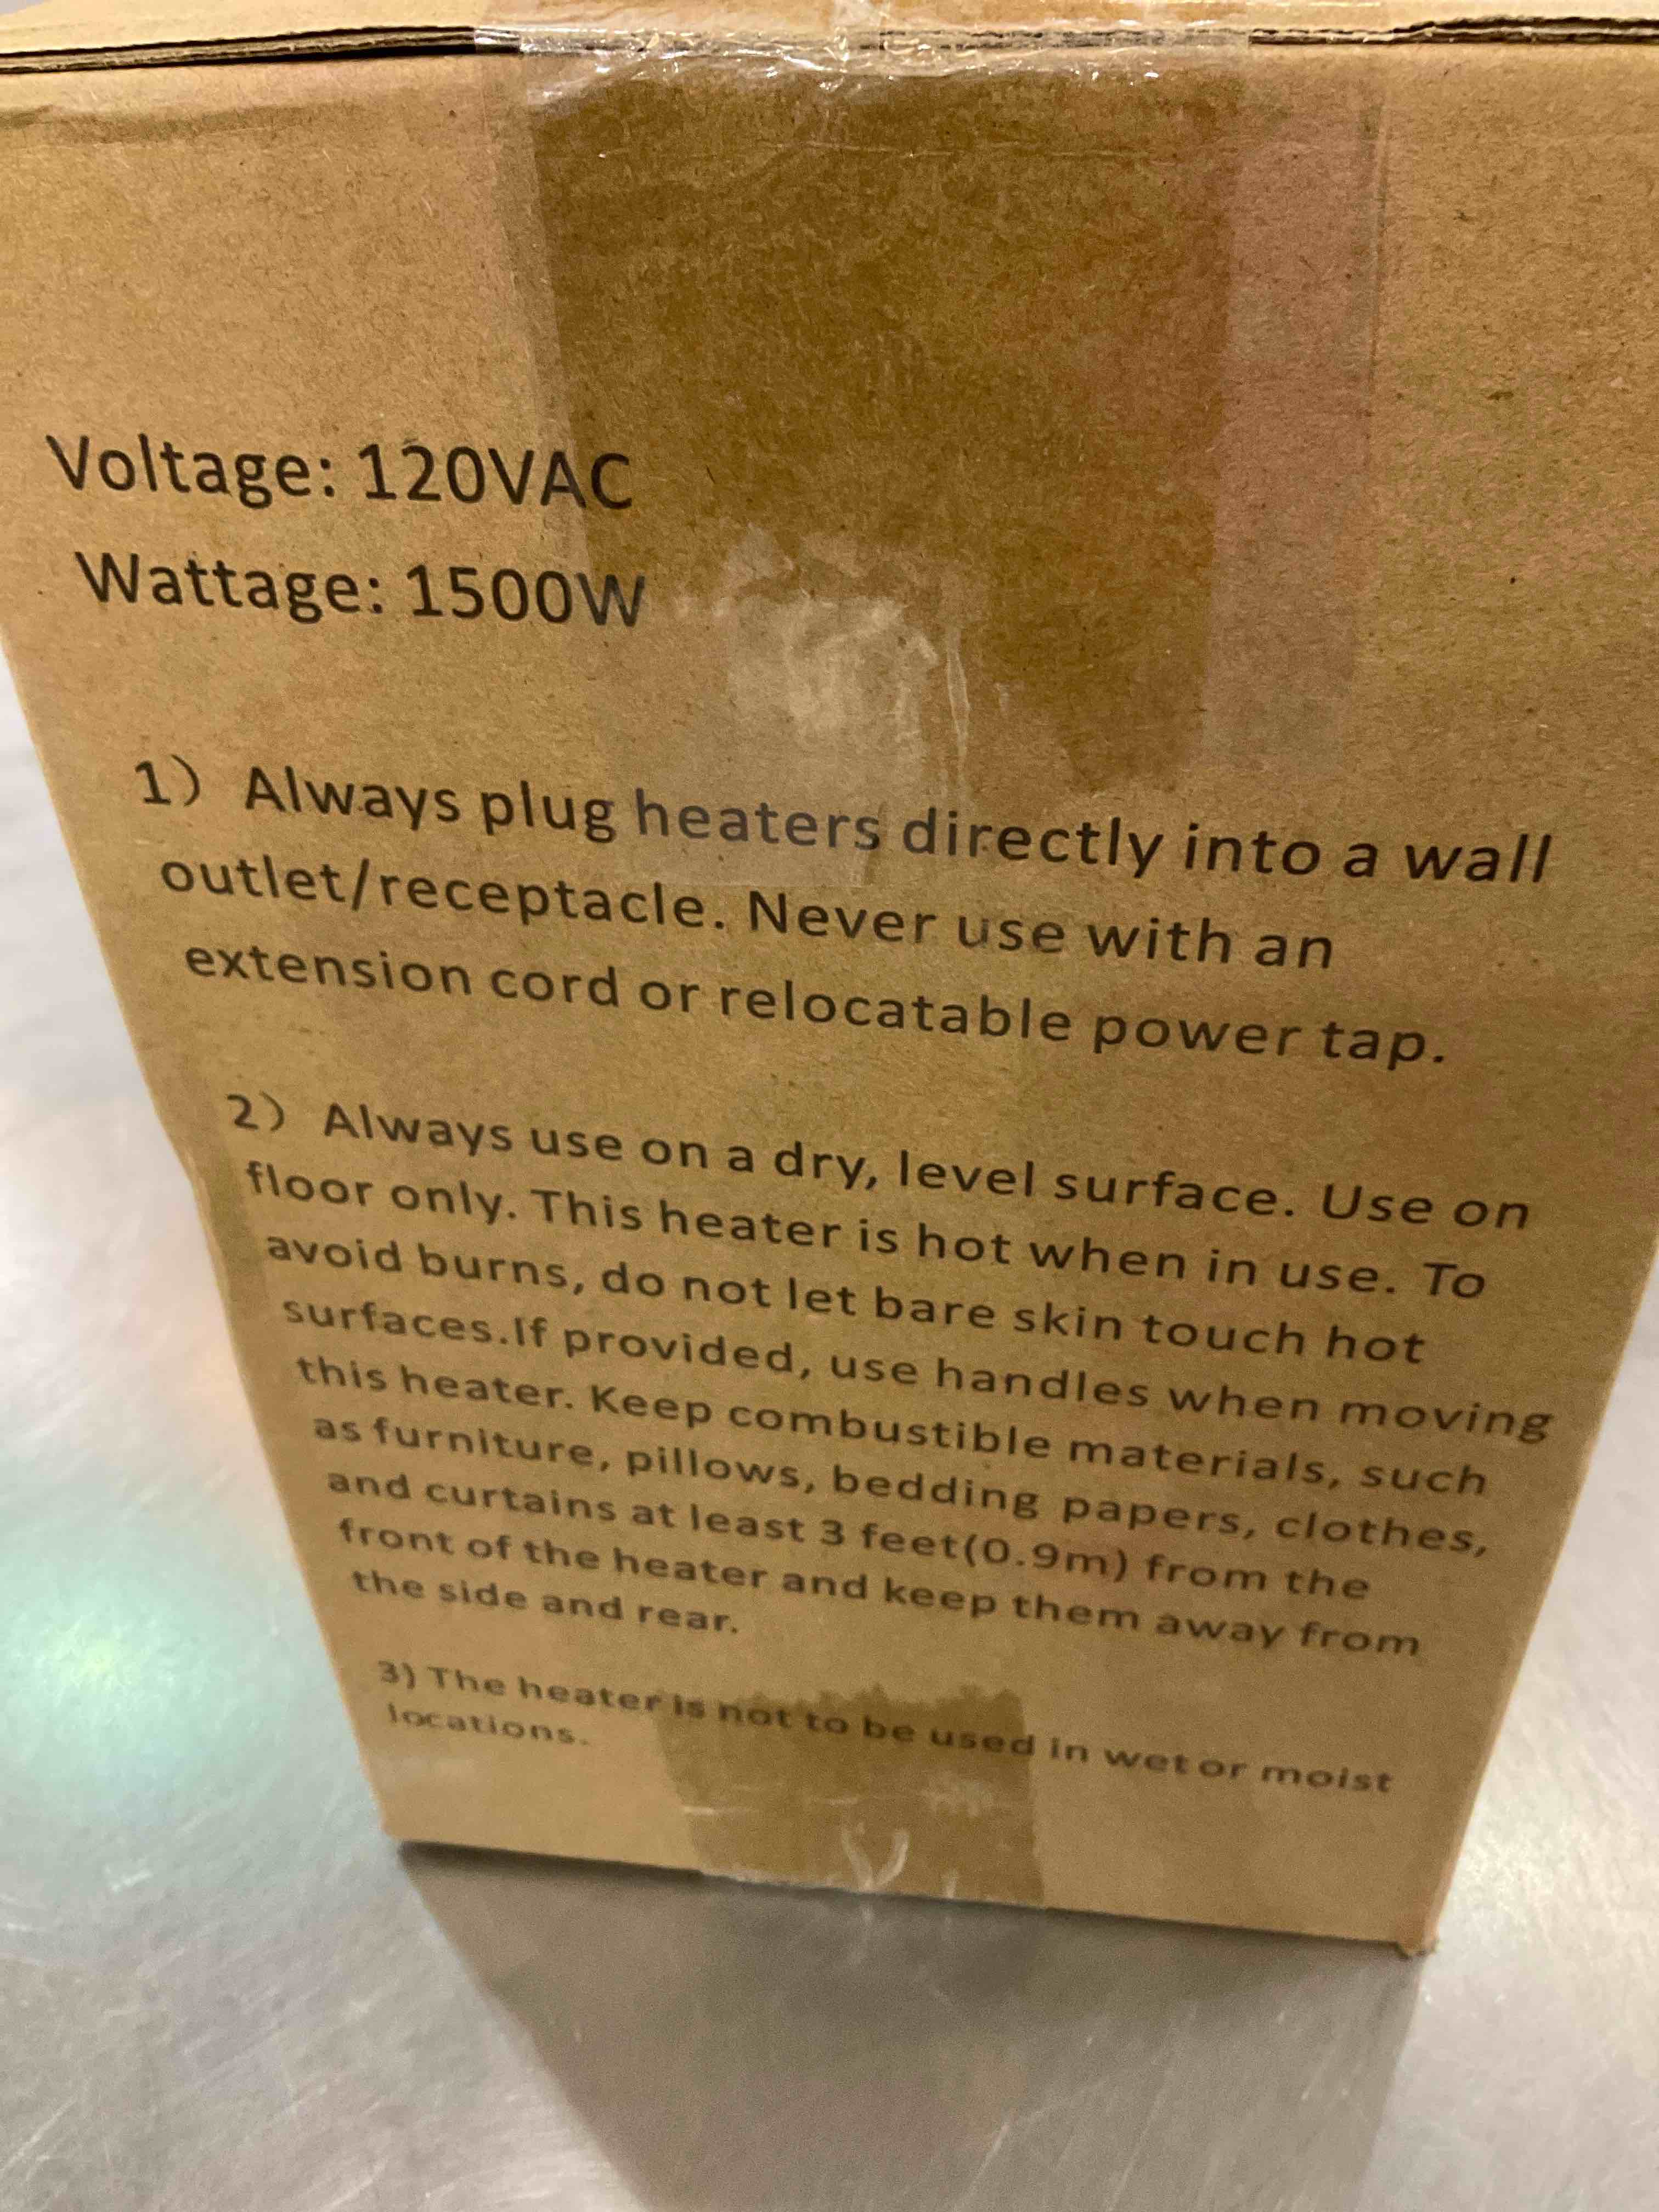 Voltage: 120VAC
Wattage: 1500W
1) Always plug heaters directly into a wall
outlet/receptacle. Never use with an
extension cord or relocatable power tap.
2) Always use on a dry, level surface. Use on
floor only. This heater is hot when in use. To
avoid burns, do not let bare skin touch hot
surfaces.If provided, use handles when moving
this heater. Keep combustible materials, such
as furniture, pillows, bedding papers, clothes,
and curtains at least 3 feet(0.9m) from the
front of the heater and keep them away from
the side and rear.
3) The heater is not to be used in wet or moist
locations.